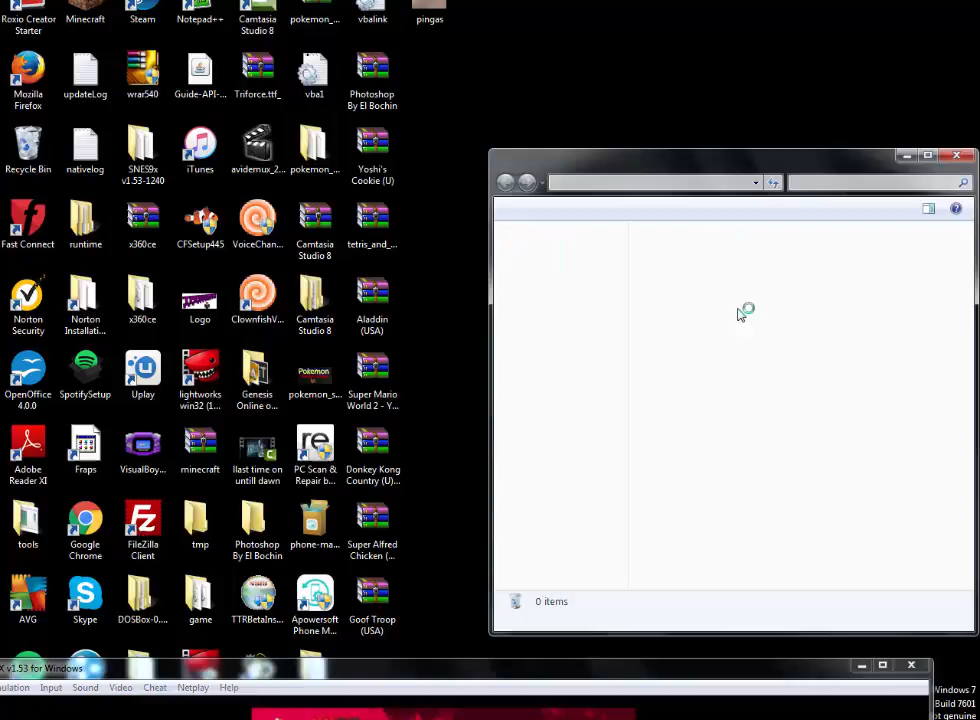 Roxio Creator Starter
Minecraft
Steam
Notepad++
Camtasia Studio 8
pokemon_...
vbalink
pingas
Mozilla Firefox
updateLog
wrar540
Guide-API-...
Triforce.ttf_
vba1
Photoshop By El Bochin
Recycle Bin
nativelog
SNES9x v1.53-1240
iTunes
avidemux_2...
pokemon_...
Yoshi's Cookie (U)
Fast Connect
runtime
x360ce
CFSetup445
VoiceChan...
Camtasia Studio 8
tetris_and_...
Norton Security
Norton Installati...
x360ce
Logo
ClownfishV...
Camtasia Studio 8
Aladdin (USA)
OpenOffice 4.0.0
SpotifySetup
Uplay
lightworks win32 (1...
Genesis Online o...
Pokemon
pokemon_s...
Super Mario World 2 - Y...
Adobe Reader XI
Fraps
VisualBoy...
minecraft
llast time on untill dawn
re
PC Scan & Repair b...
Donkey Kong Country (U)...
tools
Google Chrome
FileZilla Client
tmp
Photoshop By El Bochin
phone-ma...
Super Alfred Chicken (...
AVG
Skype
DOSBox-0....
game
TTRBetaIns...
Apowersoft Phone M...
Goof Troop (USA)
0 items
X v1.53 for Windows
ulation Input Sound Video Cheat Netplay Help
Windows 7
Build 7601
ot genuine